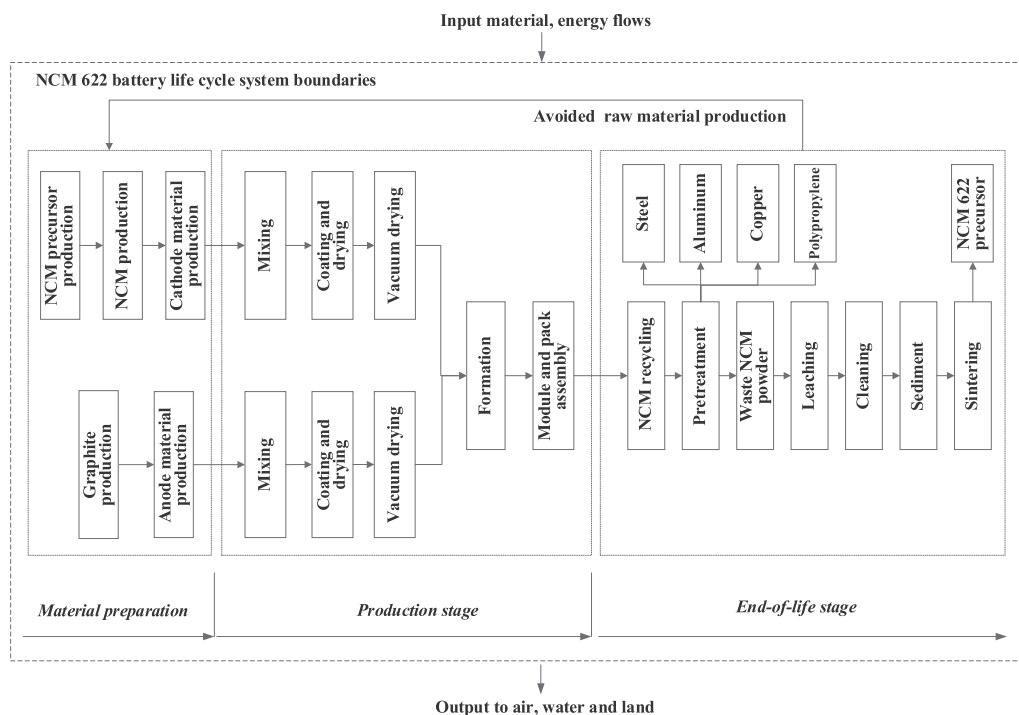 Input material, energy flows
NCM 622 battery life cycle system boundaries
Avoided raw material production
NCM precursor
production
NCM production
Cathode material
production
Graphite
production
Anode material
production
Mixing
Coating and
drying
Vacuum drying
Mixing
Coating and
drying
Vacuum drying
Formation
Module and pack
assembly
Steel
Aluminum
Copper
Polypropylene
NCM 622
precursor
NCM recycling
Pretreatment
Waste NCM
powder
Leaching
Cleaning
Sediment
Sintering
Material preparation
Production stage
End-of-life stage
Output to air, water and land